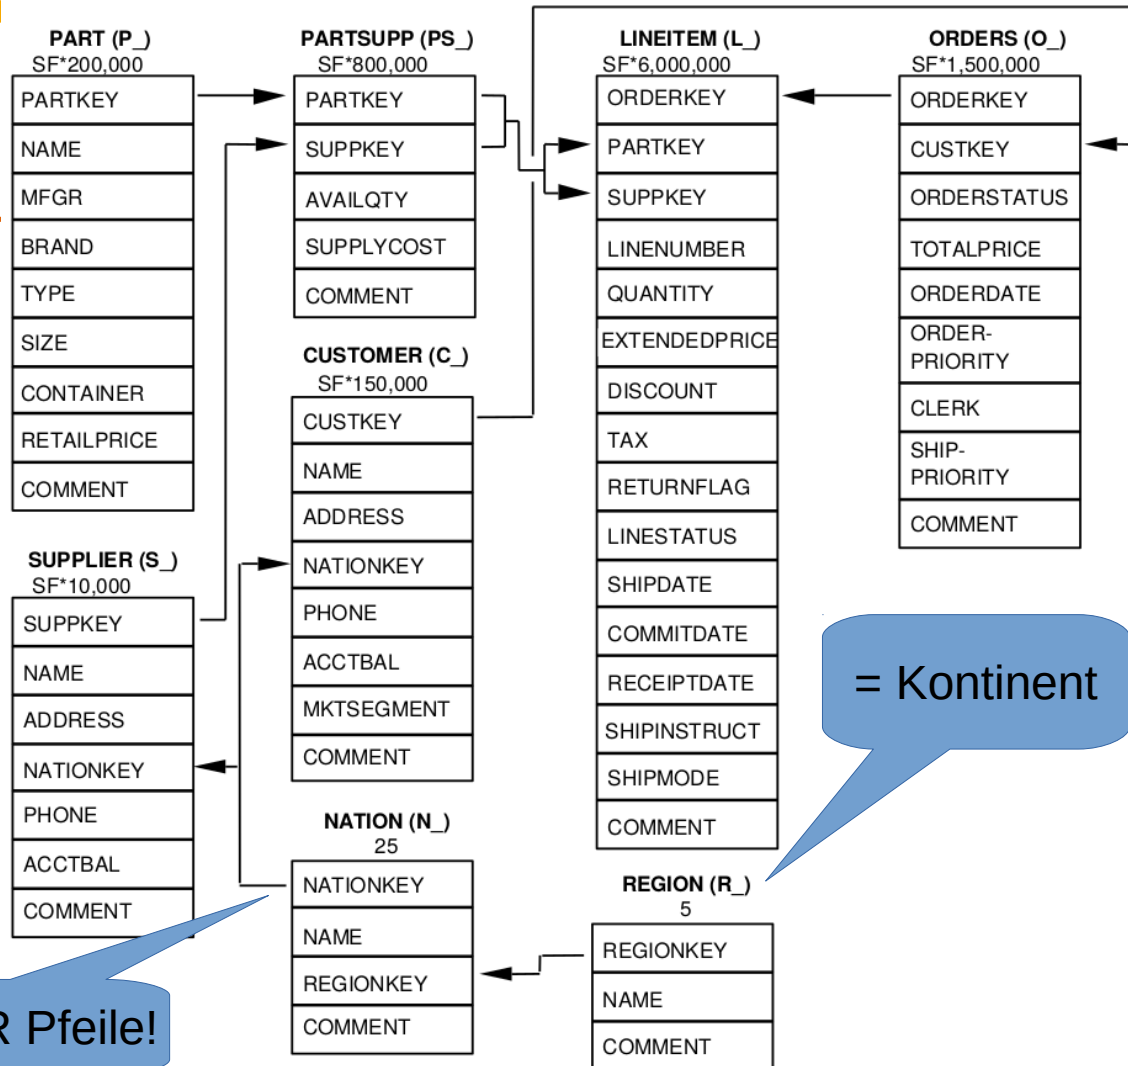 PART (P_)
SF*200,000
PARTKEY
NAME
MFGR
BRAND
TYPE
SIZE
CONTAINER
RETAILPRICE
COMMENT
SUPPLIER (S_)
SF*10,000
SUPPKEY
NAME
ADDRESS
NATIONKEY
PHONE
ACCTBAL
COMMENT
PARTSUPP (PS_)
SF*800,000
PARTKEY
SUPPKEY
AVAILQTY
SUPPLYCOST
COMMENT
CUSTOMER (C_)
SF*150,000
CUSTKEY
NAME
ADDRESS
NATIONKEY
PHONE
ACCTBAL
MKTSEGMENT
COMMENT
NATION (N_)
25
NATIONKEY
NAME
REGIONKEY
COMMENT
LINEITEM (L_)
SF*6,000,000
ORDERKEY
PARTKEY
SUPPKEY
LINENUMBER
QUANTITY
EXTENDEDPRICE
DISCOUNT
TAX
RETURNFLAG
LINESTATUS
SHIPDATE
COMMITDATE
RECEIPTDATE
SHIPINSTRUCT
SHIPMODE
COMMENT
REGION (R_)
5
REGIONKEY
NAME
COMMENT
ORDERS (O_)
SF*1,500,000
ORDERKEY
CUSTKEY
ORDERSTATUS
TOTALPRICE
ORDERDATE
ORDER-
PRIORITY
CLERK
SHIP-
PRIORITY
COMMENT
= Kontinent
R Pfeile!